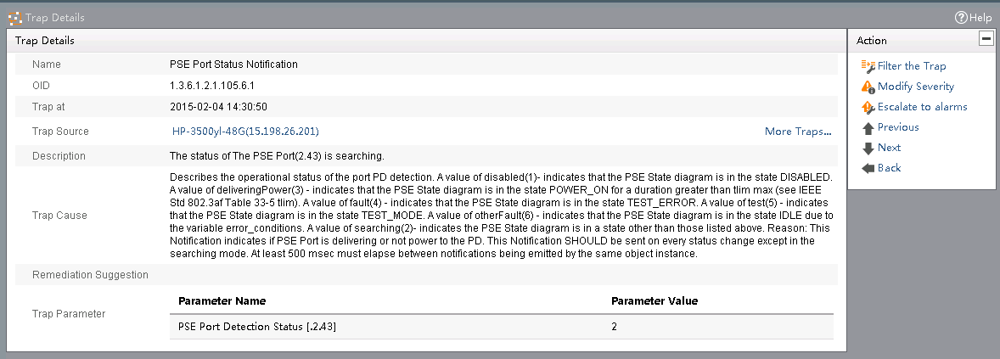 Trap Details
Help
Trap Details
Action
Name PSE Port Status Notification
OID 1.3.6.1.2.1.105.6.1
Trap at 2015-02-04 14:30:50
Trap Source HP-3500yl-48G(15.198.26.201) More Traps...
Description The status of The PSE Port(2.43) is searching.
Trap Cause
Describes the operational status of the port PD detection. A value of disabled(1)- indicates that the PSE State diagram is in the state DISABLED.
A value of deliveringPower(3) - indicates that the PSE State diagram is in the state POWER_ON for a duration greater than tlim max (see IEEE
Std 802.3af Table 33-5 tlim). A value of fault(4) - indicates that the PSE State diagram is in the state TEST_ERROR. A value of test(5) - indicates
that the PSE State diagram is in the state TEST_MODE. A value of otherFault(6) - indicates that the PSE State diagram is in the state IDLE due to
the variable error_conditions. A value of searching(2)- indicates the PSE State diagram is in a state other than those listed above. Reason: This
Notification indicates if PSE Port is delivering or not power to the PD. This Notification SHOULD be sent on every status change except in the
searching mode. At least 500 msec must elapse between notifications being emitted by the same object instance.
Remediation Suggestion
Trap Parameter
Parameter Name Parameter Value
PSE Port Detection Status [.2.43] 2
Filter the Trap
Modify Severity
Escalate to alarms
Previous
Next
Back